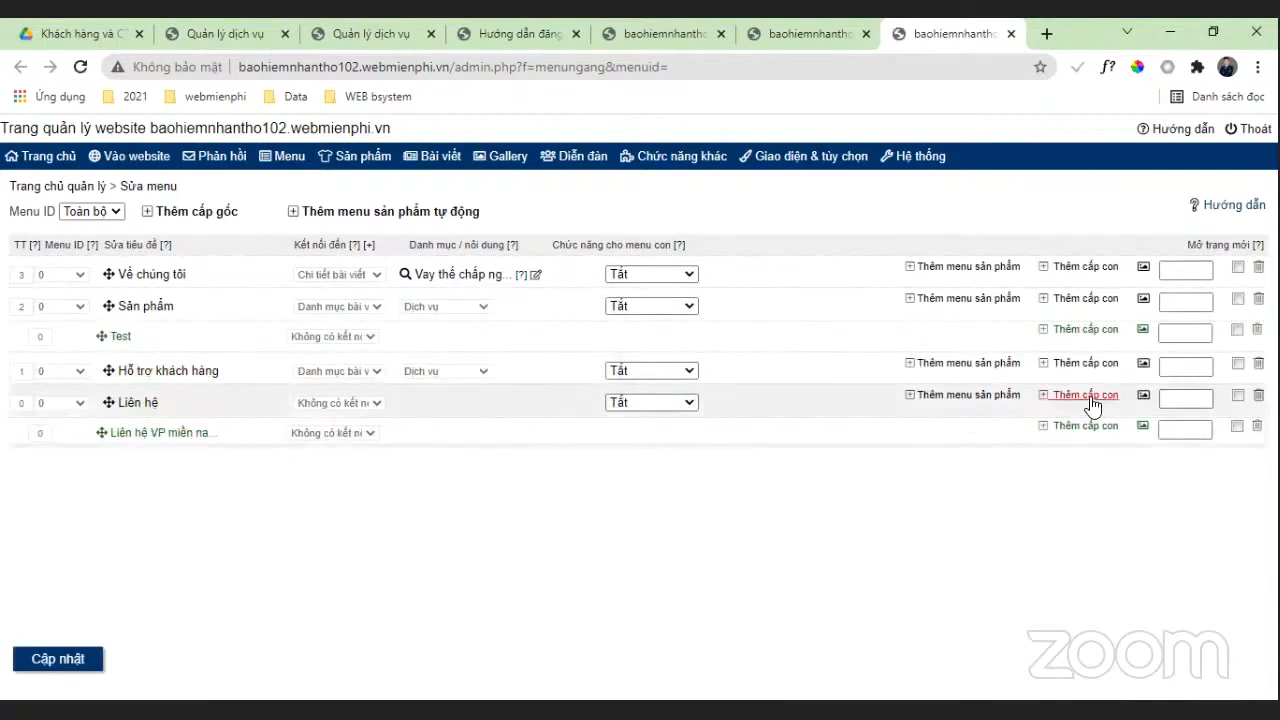 Khách hàng và CT
Quản lý dịch vụ
Quản lý dịch vụ
Hướng dẫn đăng
baohiemnhantho
baohiemnhantho
baohiemnhantho
Không bảo mật
baohiemnhantho102.webmienphi.vn/admin.php?f=menungang&menuid=
f?
Ứng dụng
2021
webmienphi
Data
WEB bsystem
Danh sách đọc
Trang quản lý website baohiemnhantho102.webmienphi.vn
Hướng dẫn
Thoát
Trang chủ
Vào website
Phản hồi
Menu
Sản phẩm
Bài viết
Gallery
Diễn đàn
Chức năng khác
Giao diện & tùy chọn
Hệ thống
Trang chủ quản lý > Sửa menu
Menu ID Toàn bộ
Thêm cấp gốc
Thêm menu sản phẩm tự động
Hướng dẫn
TT [?] Menu ID [?] Sửa tiêu đề [?] Kết nối đến [?] [+] Danh mục / nội dung [?] Chức năng cho menu con [?] Mở trang mới [?]
3 0 Về chúng tôi Chi tiết bài viết Vay thế chấp ng... [?] Tắt Thêm menu sản phẩm Thêm cấp con
2 0 Sản phẩm Danh mục bài v Dịch vụ Tắt Thêm menu sản phẩm Thêm cấp con
0 Test Không có kết nố Thêm cấp con
1 0 Hỗ trợ khách hàng Danh mục bài v Dịch vụ Tắt Thêm menu sản phẩm Thêm cấp con
0 0 Liên hệ Không có kết nố Tắt Thêm menu sản phẩm Thêm cấp con
0 Liên hệ VP miền na... Không có kết nố Thêm cấp con
Cập nhật
zoom